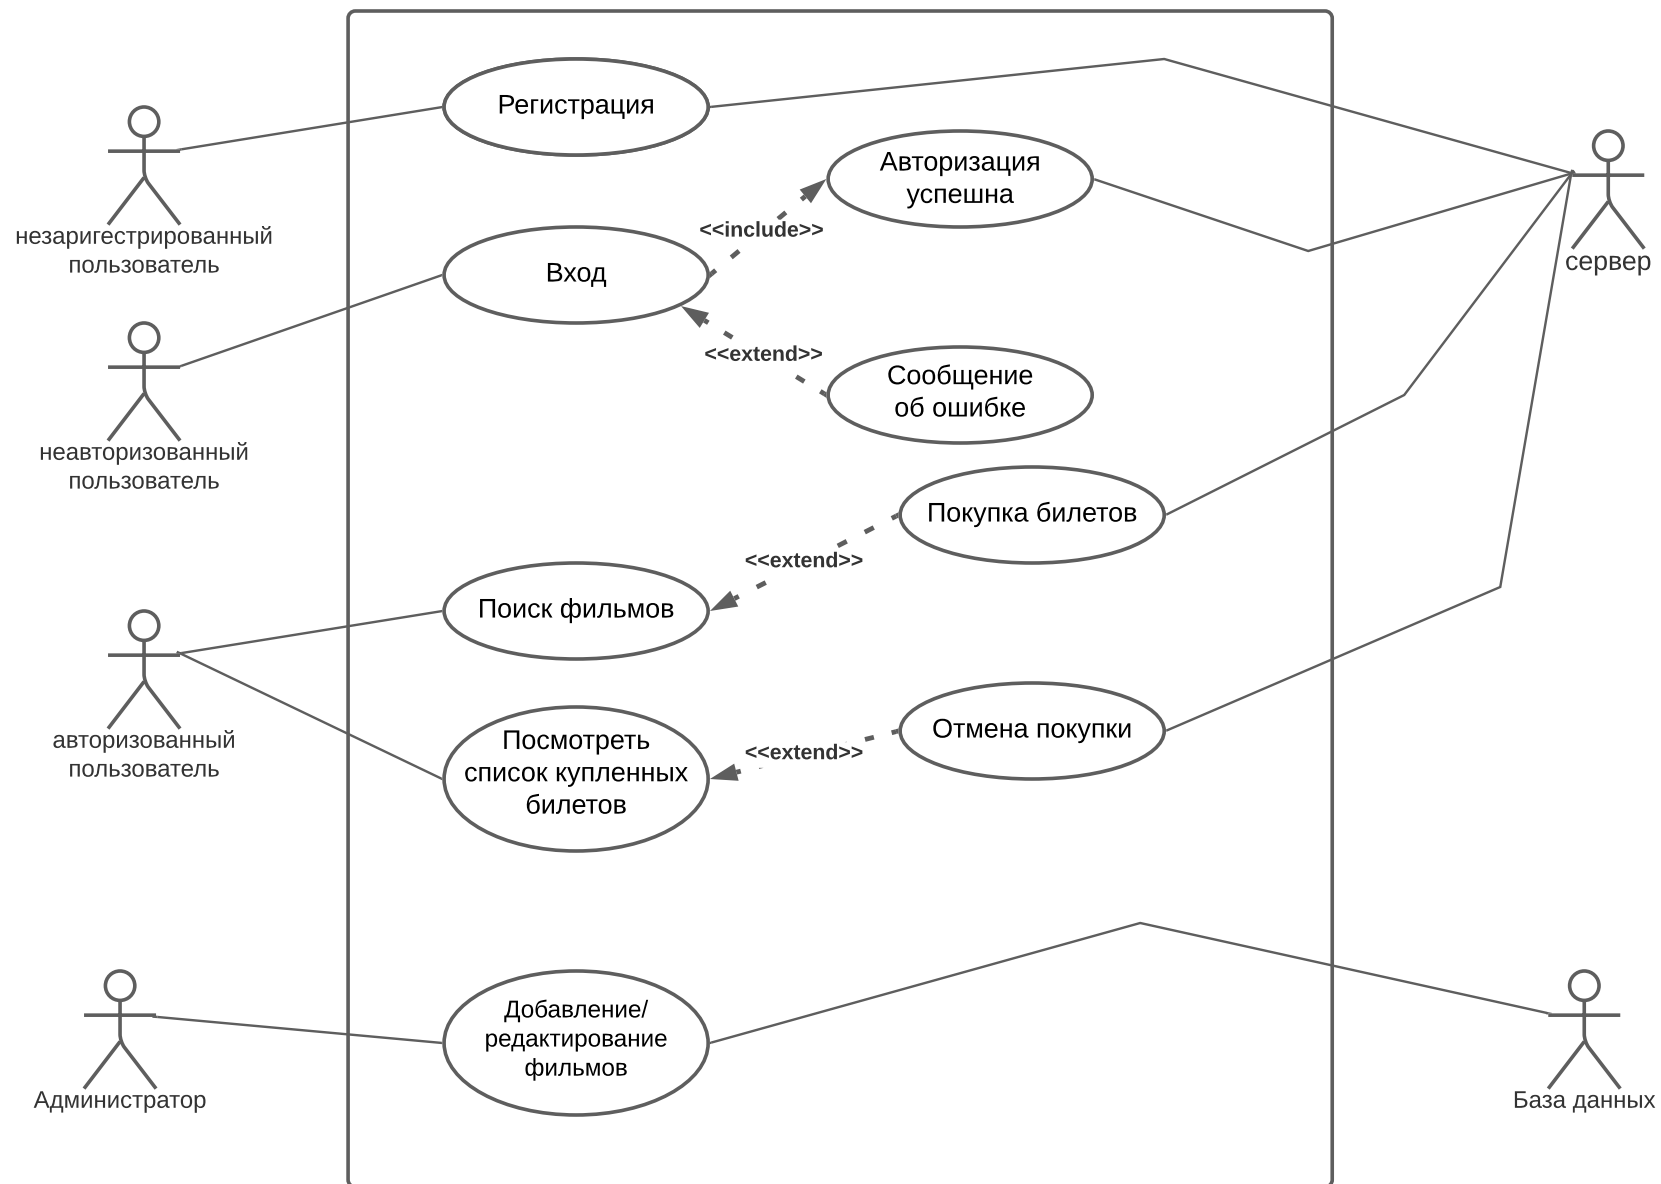 Регистрация
Авторизация
успешна
<<include>>
незаригестрированный
пользователь
сервер
Вход
<<extend>>
Сообщение
об ошибке
неавторизованный
пользователь
Покупка билетов
<<extend>>
Поиск фильмов
авторизованный
пользователь
Посмотреть
список купленных
билетов
<<extend>>
Отмена покупки
Добавление/
редактирование
фильмов
Администратор
База данных